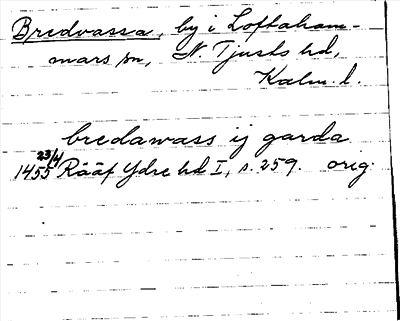 Bredvassa, by i Loftaham-
mars sn, N. Tjusts hd,
Kalm. l.
bredawass ij garda
23/4
1455 Rääf Ydre hd I, s. 259. orig.